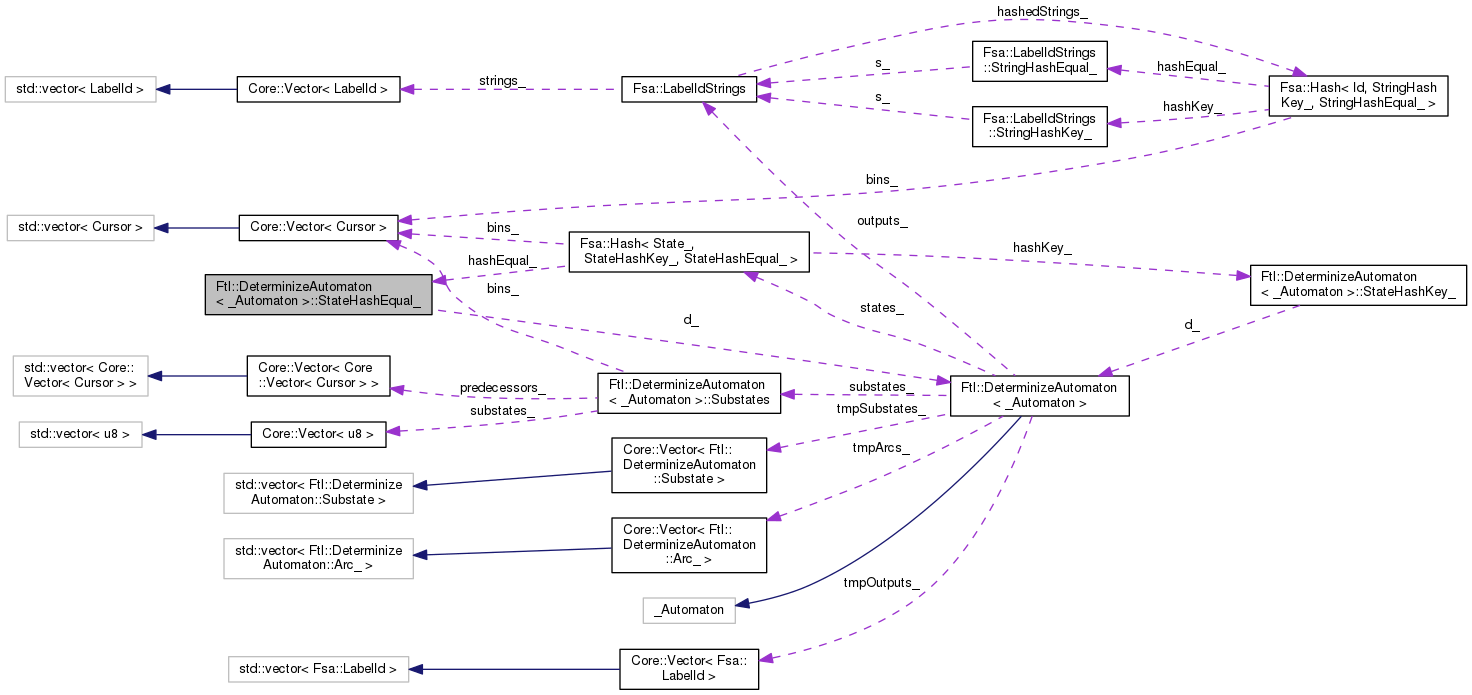 hashedStrings_
Fsa::LabelIdStrings
::StringHashEqual_
s_
hashEqual_
std::vector< LabelId >
Core::Vector< LabelId >
strings_
Fsa::LabelIdStrings
Fsa::Hash< Id, StringHash
Key_, StringHashEqual_ >
s_
hashKey_
Fsa::LabelIdStrings
::StringHashKey_
bins_
std::vector< Cursor >
Core::Vector< Cursor >
bins_
outputs_
Fsa::Hash< State_,
StateHashKey_, StateHashEqual_ >
hashKey_
hashEqual_
Ftl::DeterminizeAutomaton
< _Automaton >::StateHashEqual_
bins_
Ftl::DeterminizeAutomaton
< _Automaton >::StateHashKey_
states_
d_
d_
std::vector< Core::
Vector< Cursor > >
Core::Vector< Core
::Vector< Cursor > >
predecessors_
Ftl::DeterminizeAutomaton
< _Automaton >::Substates
substates_
Ftl::DeterminizeAutomaton
< _Automaton >
substates_
tmpSubstates_
std::vector< u8 >
Core::Vector< u8 >
tmpArcs_
Core::Vector< Ftl::
DeterminizeAutomaton
::Substate >
std::vector< Ftl::Determinize
Automaton::Substate >
Core::Vector< Ftl::
DeterminizeAutomaton
::Arc_ >
std::vector< Ftl::Determinize
Automaton::Arc_ >
tmpOutputs_
_Automaton
std::vector< Fsa::LabelId >
Core::Vector< Fsa::
LabelId >